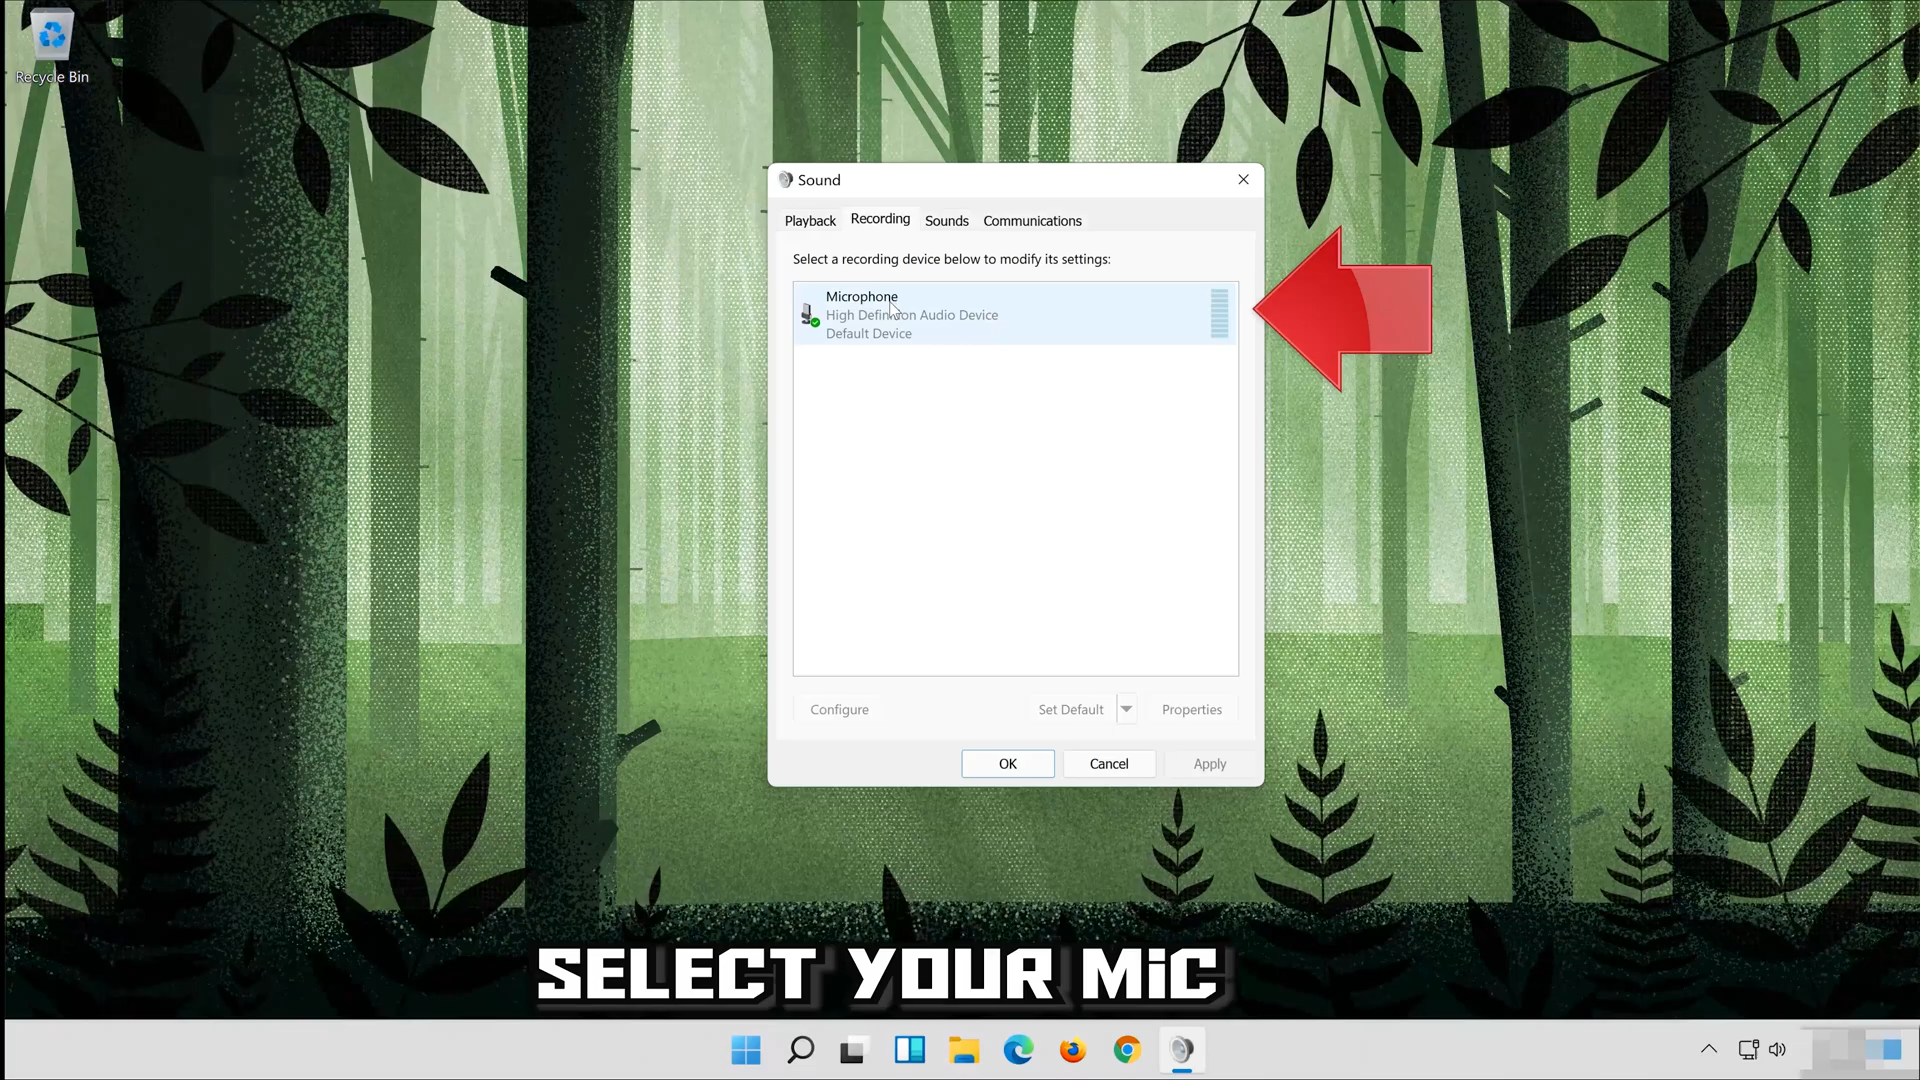 Recycle Bin
Sound
Playback Recording Sounds Communications
Select a recording device below to modify its settings:
Microphone
High Definition Audio Device
Default Device
Configure Set Default Properties
OK Cancel Apply
SELECT YOUR MiC